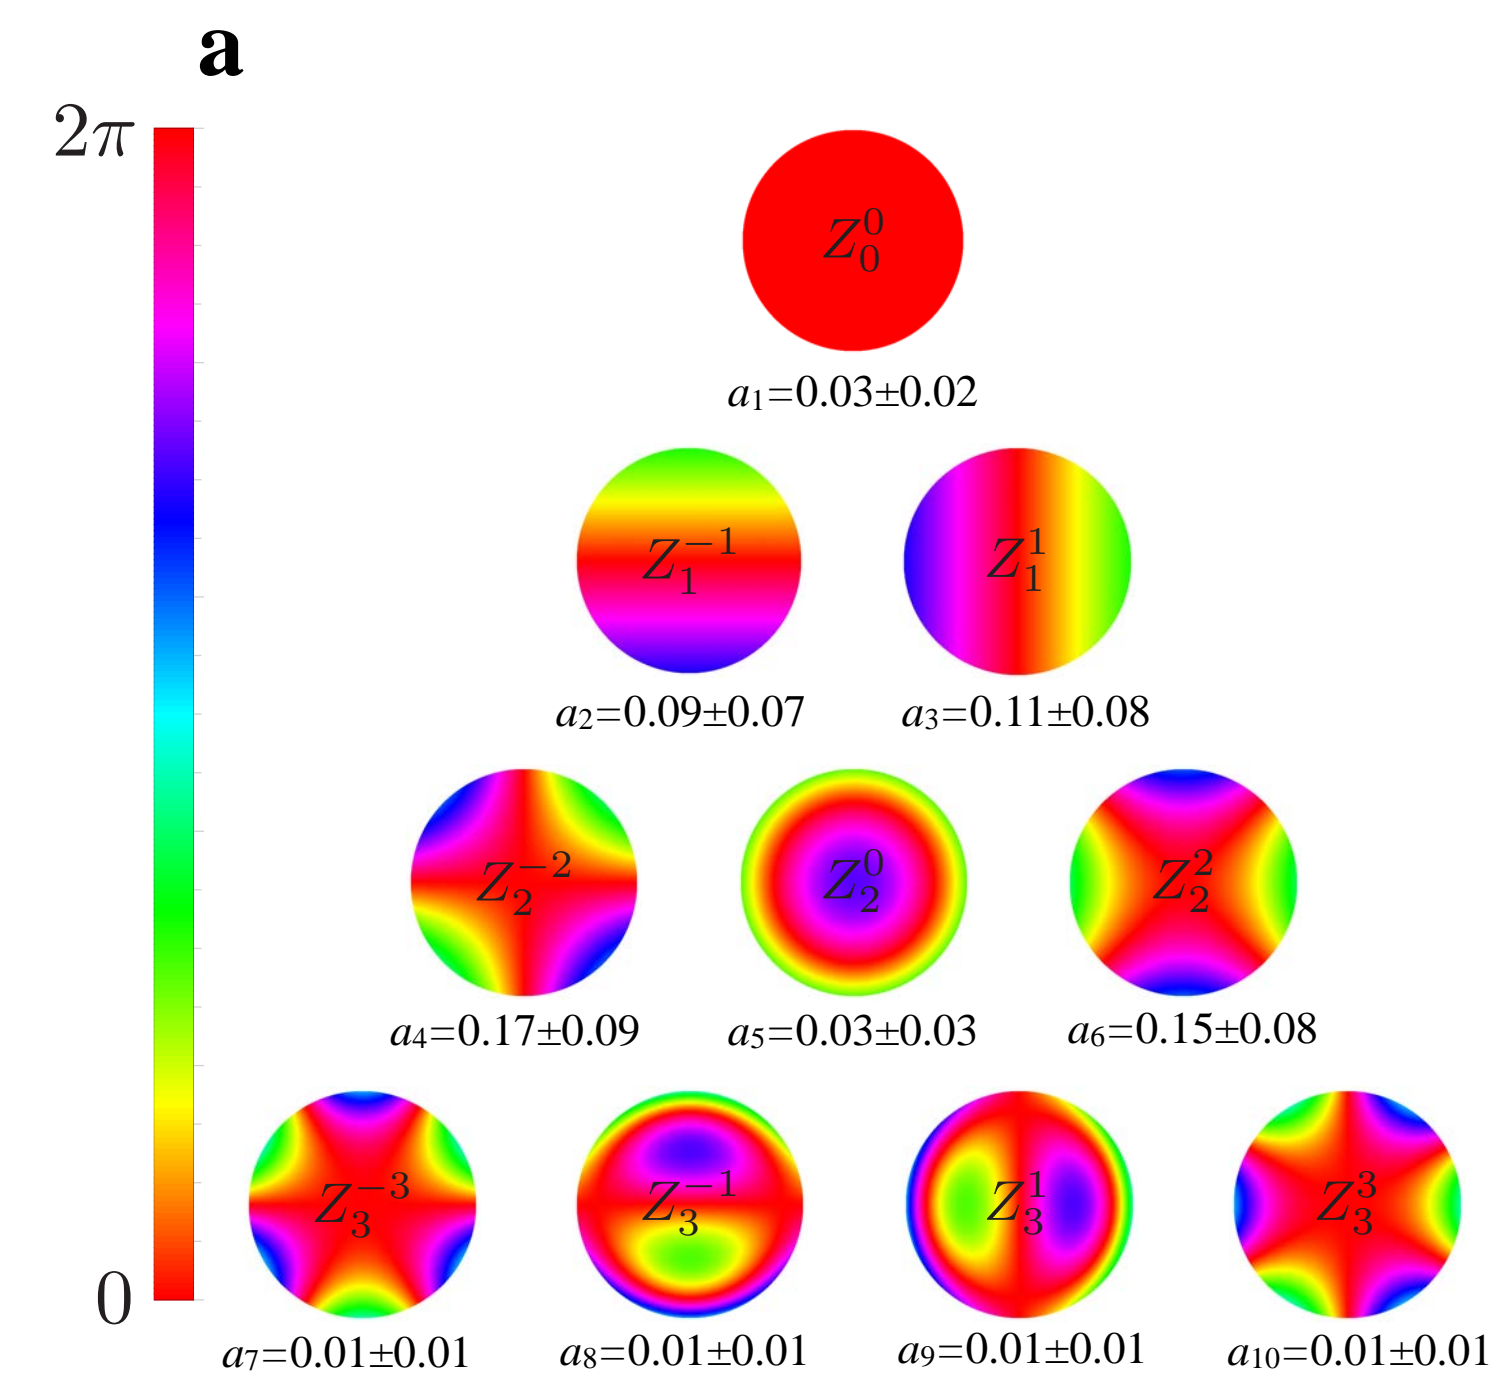 a
2π
Z₀⁰
a₁=0.03±0.02
Z₁⁻¹ Z₁¹
a₂=0.09±0.07 a₃=0.11±0.08
Z₂⁻² Z₂⁰ Z₂²
a₄=0.17±0.09 a₅=0.03±0.03 a₆=0.15±0.08
Z₃⁻³ Z₃⁻¹ Z₃¹ Z₃³
0
a₇=0.01±0.01 a₈=0.01±0.01 a₉=0.01±0.01 a₁₀=0.01±0.01